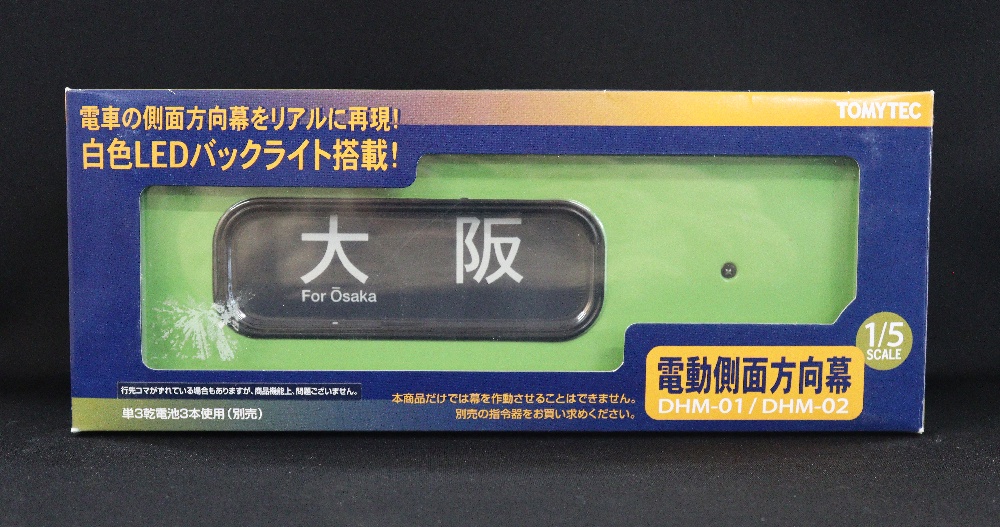 電車の側面方向幕をリアルに再現!
白色LEDバックライト搭載!
TOMYTEC
大 阪
For Ōsaka
1/5
SCALE
電動側面方向幕
DHM-01/DHM-02
行先コマがずれている場合もありますが、商品機能上、問題ございません。
単3乾電池3本使用(別売)
本商品だけでは幕を作動させることはできません。
別売の指令器をお買い求めください。